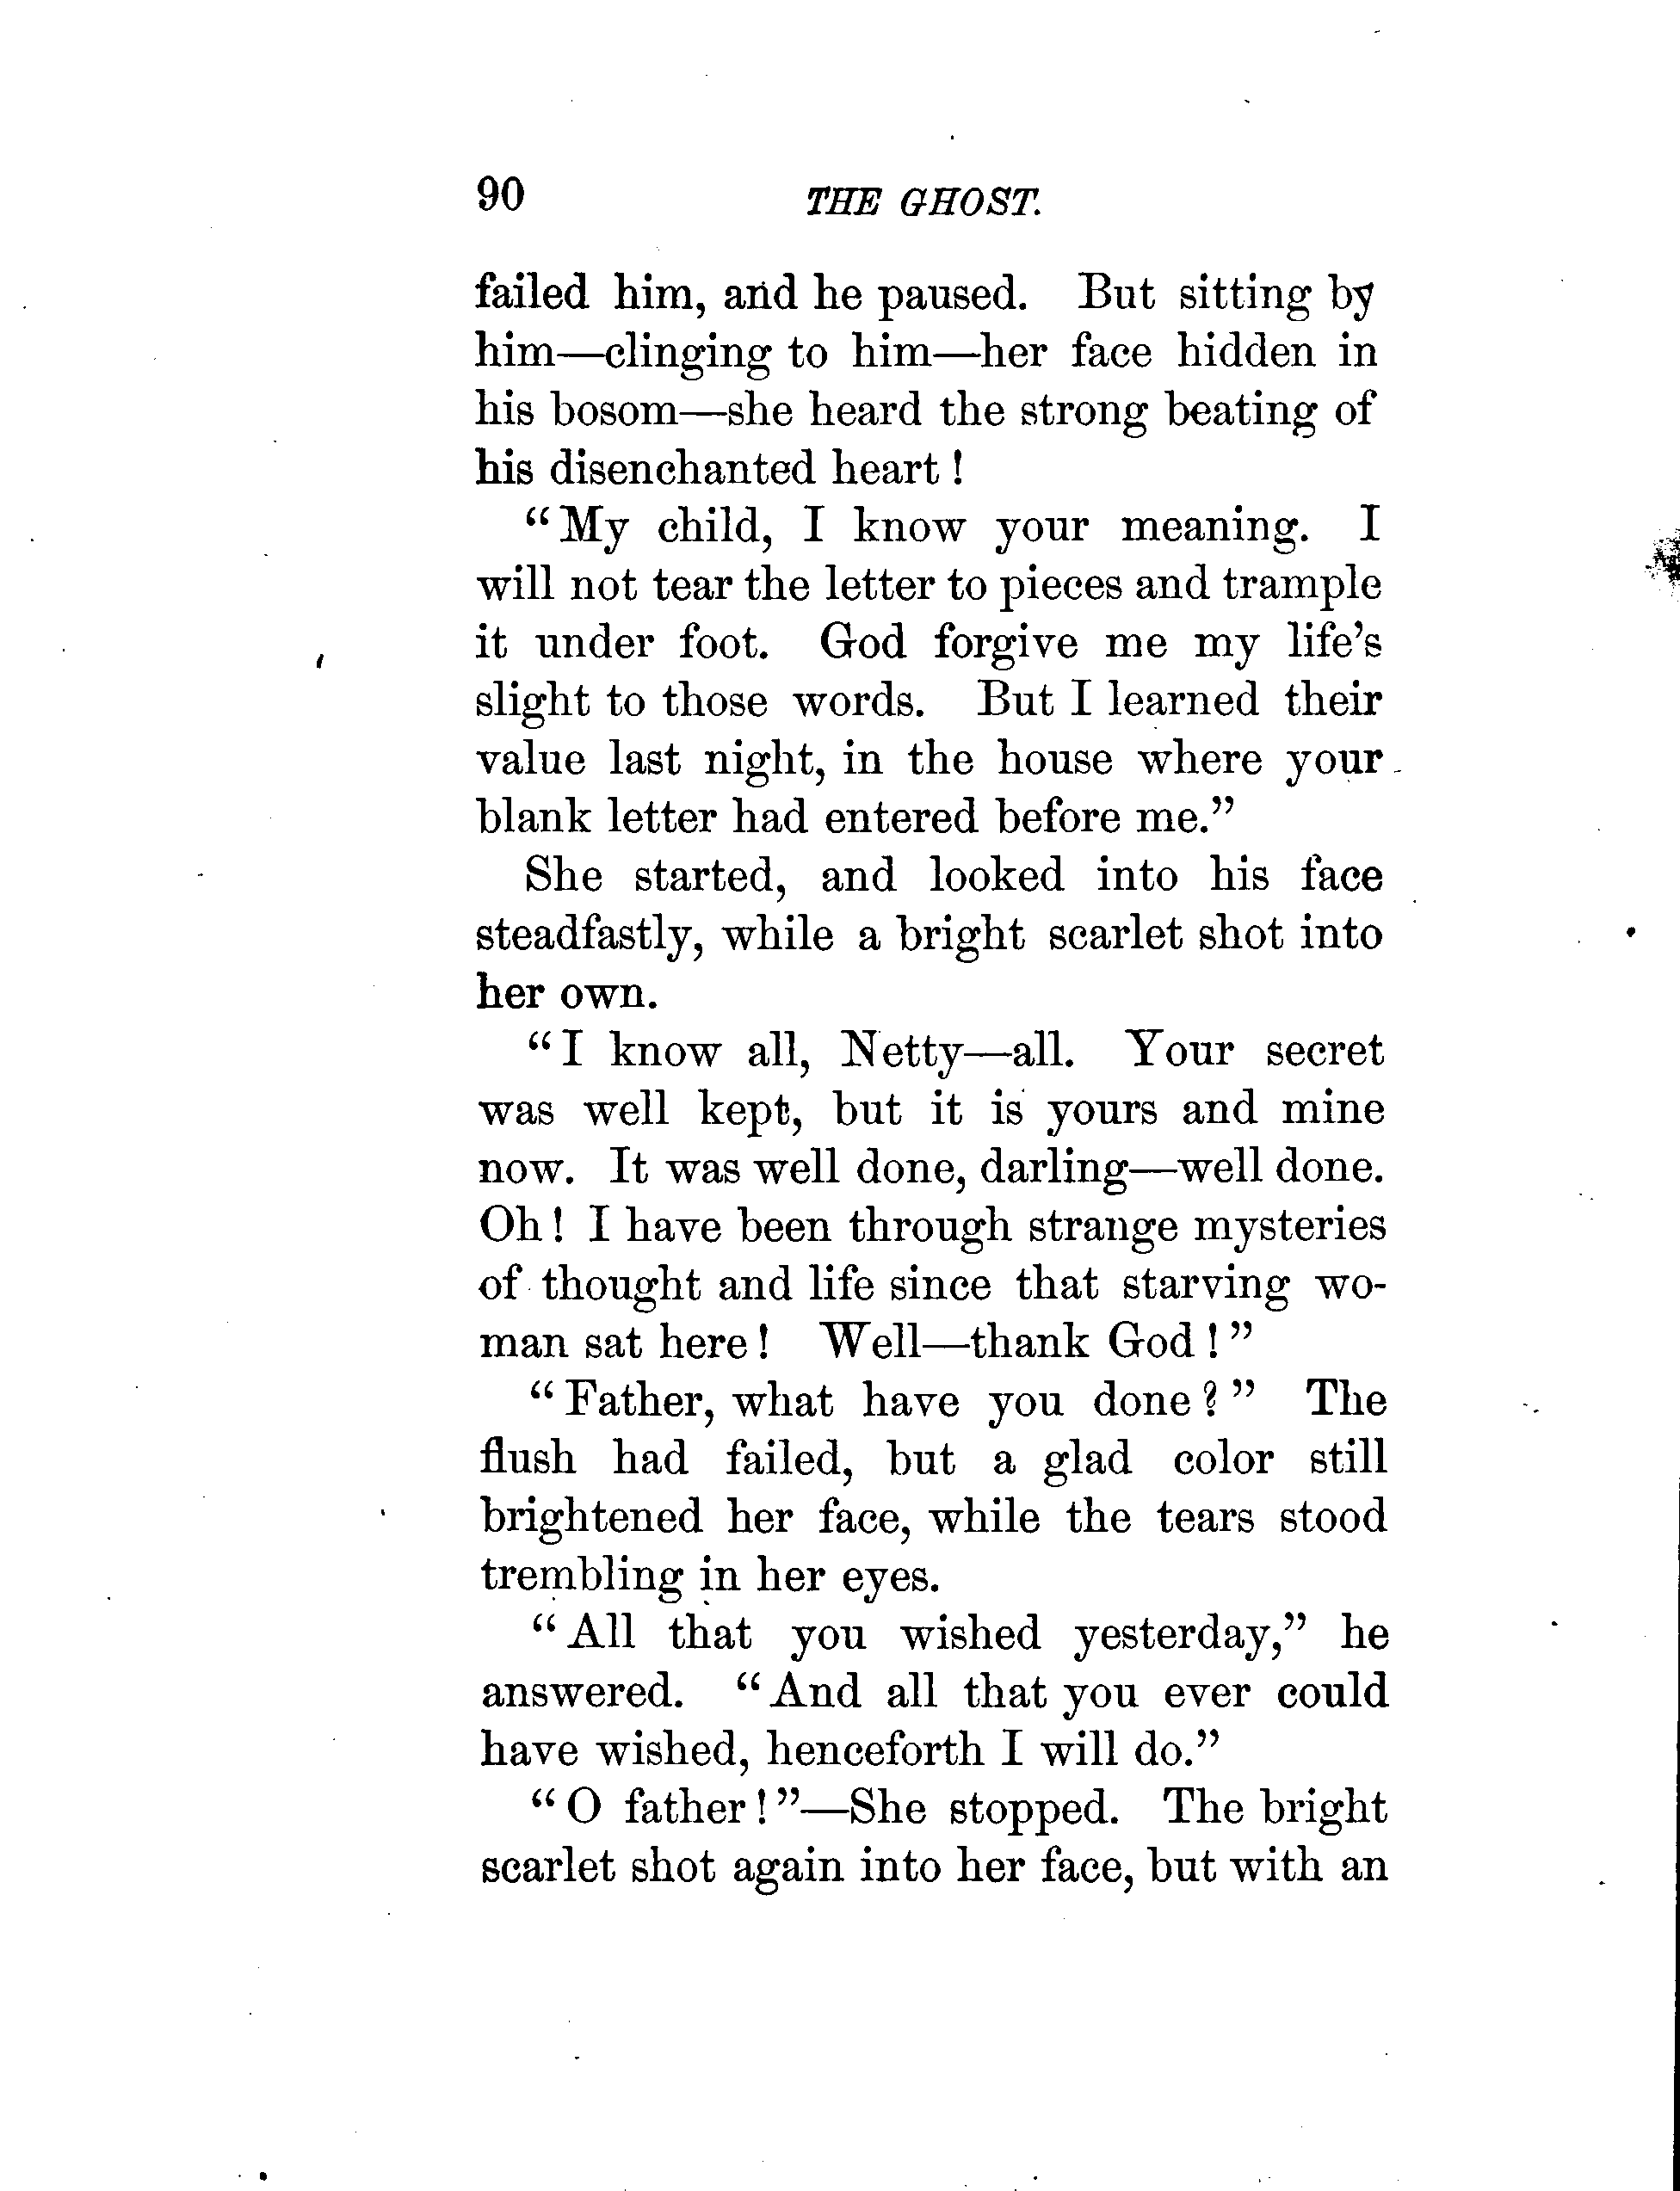 90 THE GHOST.
failed him, and he paused. But sitting by
him—clinging to him—her face hidden in
his bosom—she heard the strong beating of
his disenchanted heart!
"My child, I know your meaning. I
will not tear the letter to pieces and trample
it under foot. God forgive me my life's
slight to those words. But I learned their
value last night, in the house where your
blank letter had entered before me."
She started, and looked into his face
steadfastly, while a bright scarlet shot into
her own.
"I know all, Netty—all. Your secret
was well kept, but it is yours and mine
now. It was well done, darling—well done.
Oh! I have been through strange mysteries
of thought and life since that starving wo-
man sat here! Well—thank God!"
"Father, what have you done?" The
flush had failed, but a glad color still
brightened her face, while the tears stood
trembling in her eyes.
"All that you wished yesterday," he
answered. "And all that you ever could
have wished, henceforth I will do."
"O father!"—She stopped. The bright
scarlet shot again into her face, but with an